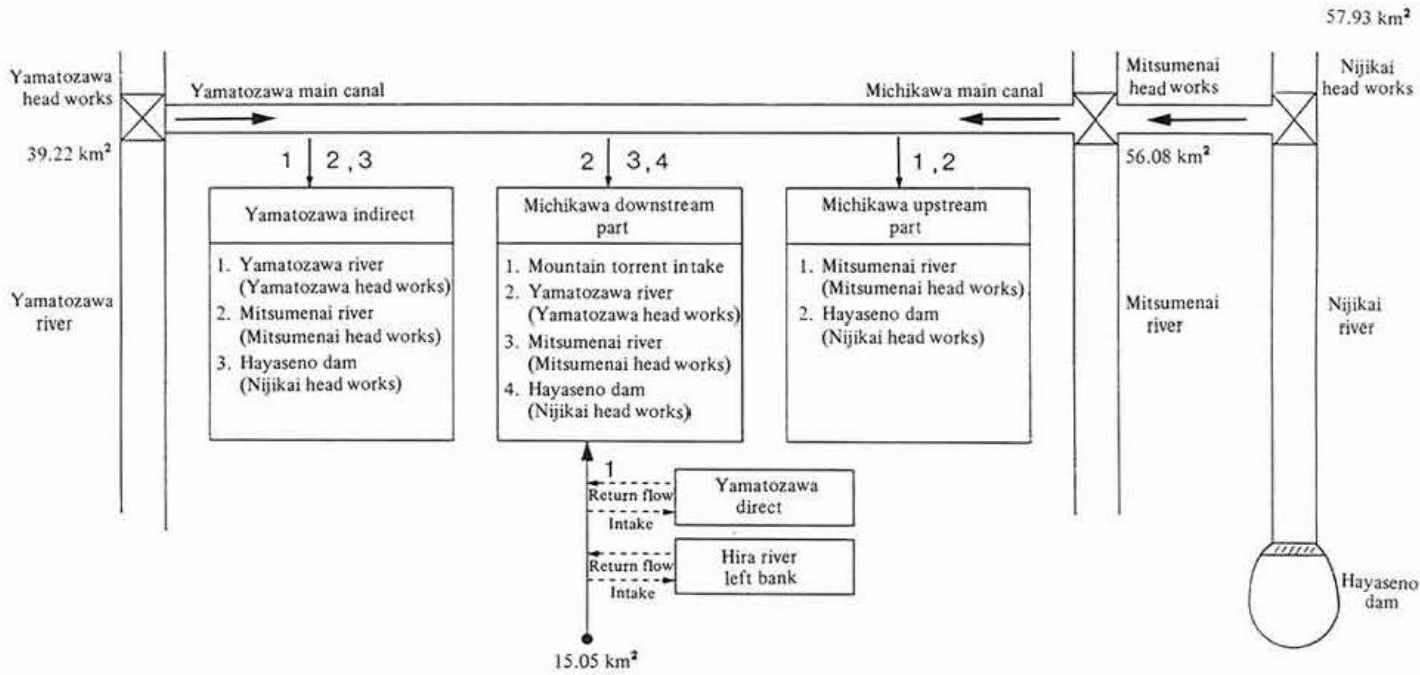 57.93 km²
Yamatozawa
head works
Yamatozawa main canal
Michikawa main canal
Mitsumenai
head works
Nijikai
head works
39.22 km²
56.08 km²
1
2,3
2
3,4
1,2
Yamatozawa indirect
1. Yamatozawa river
(Yamatozawa head works)
2. Mitsumenai river
(Mitsumenai head works)
3. Hayaseno dam
(Nijikai head works)
Michikawa downstream
part
1. Mountain torrent intake
2. Yamatozawa river
(Yamatozawa head works)
3. Mitsumenai river
(Mitsumenai head works)
4. Hayaseno dam
(Nijikai head works)
Michikawa upstream
part
1. Mitsumenai river
(Mitsumenai head works)
2. Hayaseno dam
(Nijikai head works)
Yamatozawa
river
Mitsumenai
river
Nijikai
river
1
Return flow
Intake
Yamatozawa
direct
Return flow
Intake
Hira river
left bank
Hayaseno
dam
15.05 km²